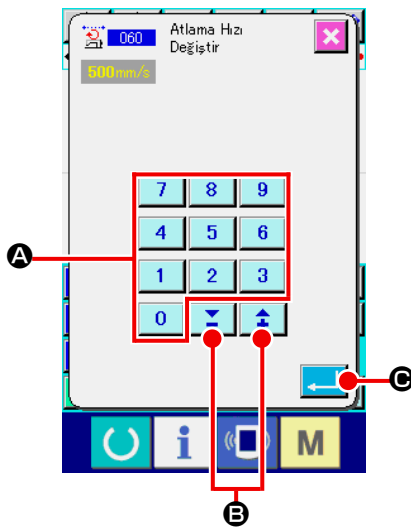 060
Atlama Hızı
Değiştir
500mm/s
7 8 9
4 5 6
1 2 3
0
A
B
C
i
M